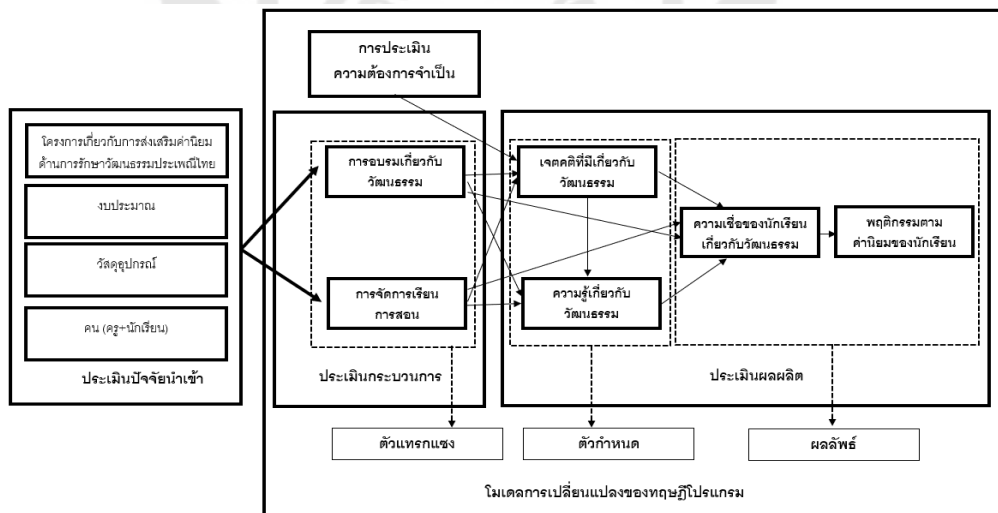 การประเมิน
ความต้องการจำเป็น
โครงการเกี่ยวกับการส่งเสริมค่านิยม
ด้านการรักษาวัฒนธรรมประเพณีไทย
งบประมาณ
วัสดุอุปกรณ์
คน (ครู+นักเรียน)
ประเมินปัจจัยนำเข้า
การอบรมเกี่ยวกับ
วัฒนธรรม
การจัดการเรียน
การสอน
ประเมินกระบวนการ
เจตคติที่มีเกี่ยวกับ
วัฒนธรรม
ความรู้เกี่ยวกับ
วัฒนธรรม
ความเชื่อของนักเรียน
เกี่ยวกับวัฒนธรรม
พฤติกรรมตาม
ค่านิยมของนักเรียน
ประเมินผลผลิต
ตัวแทรกแซง
ตัวกำหนด
ผลลัพธ์
โมเดลการเปลี่ยนแปลงของทฤษฎีโปรแกรม